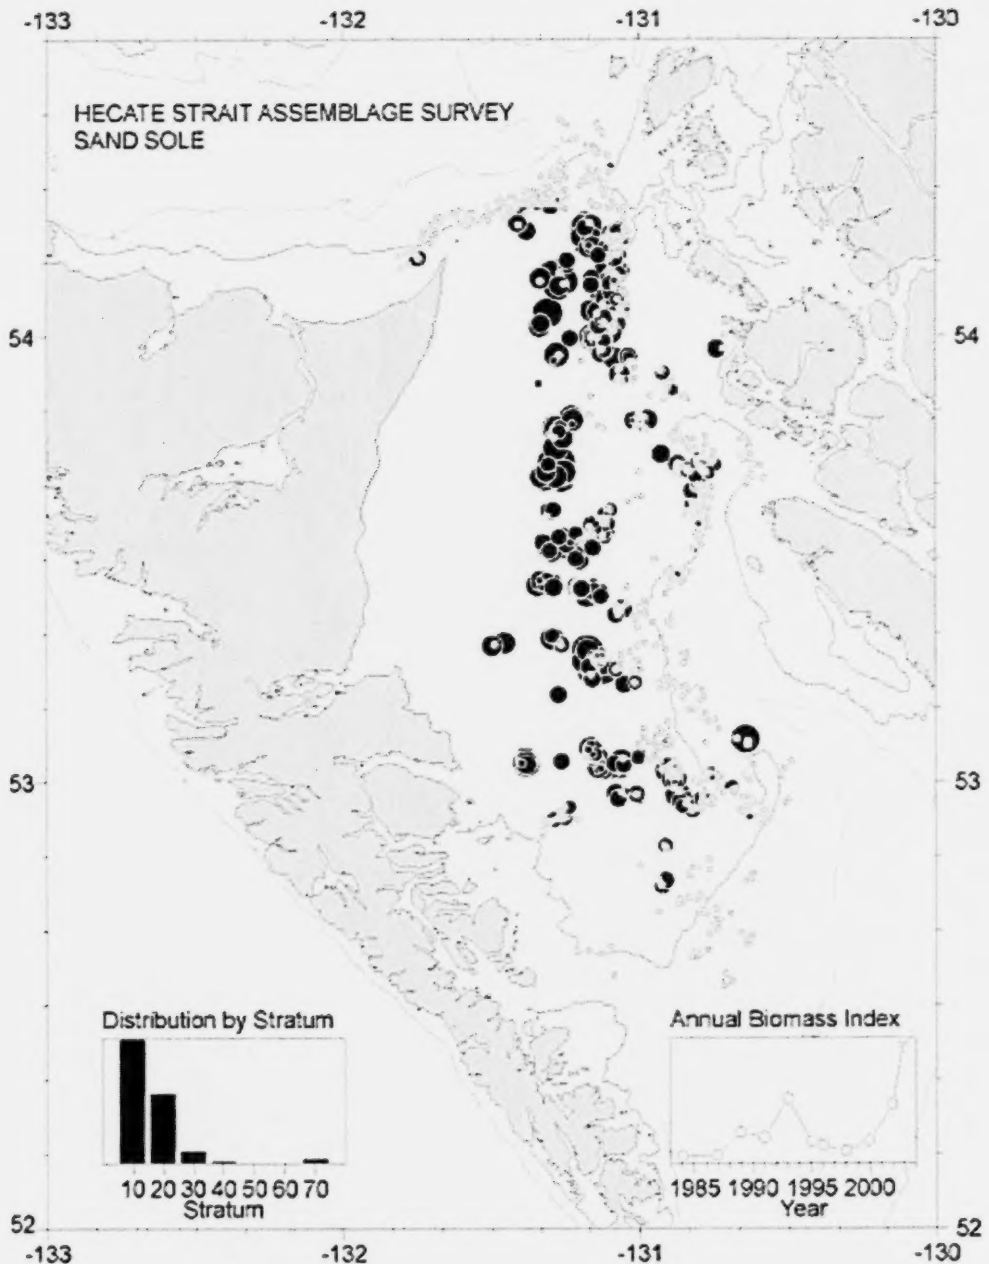 -133 -132 -131 -130
HECATE STRAIT ASSEMBLAGE SURVEY
SAND SOLE
54 54
53 53
Distribution by Stratum
10 20 30 40 50 60 70
Stratum
Annual Biomass Index
1985 1990 1995 2000
Year
52 52
-133 -132 -131 -130